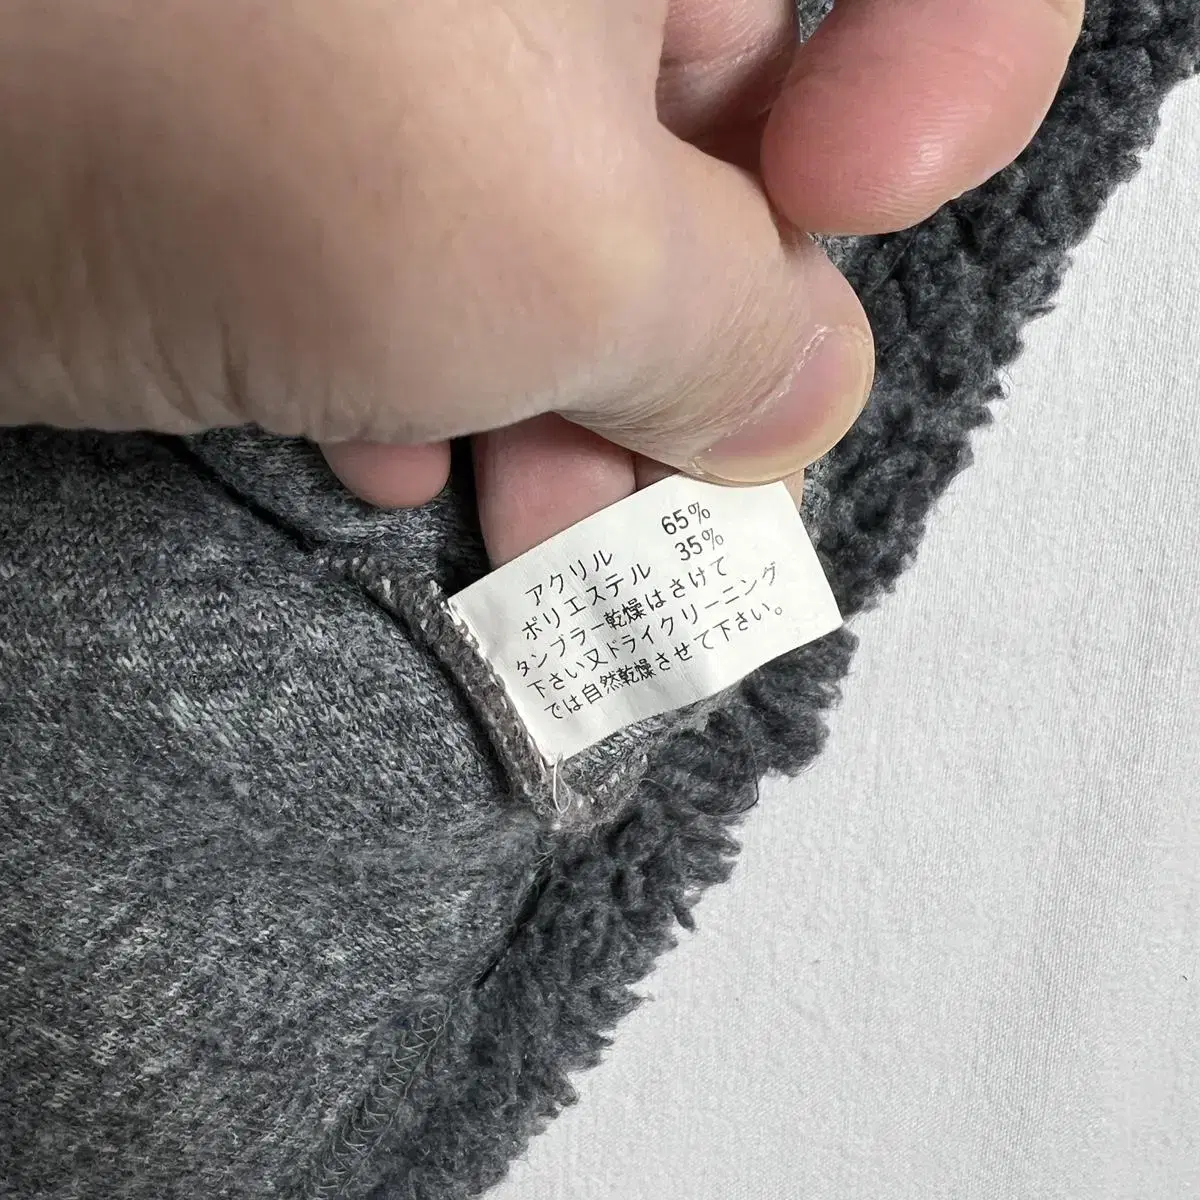 アクリル 65%
ポリエステル 35%
タンブラー乾燥はさけて
下さい又ドライクリーニング
では自然乾燥させて下さい。